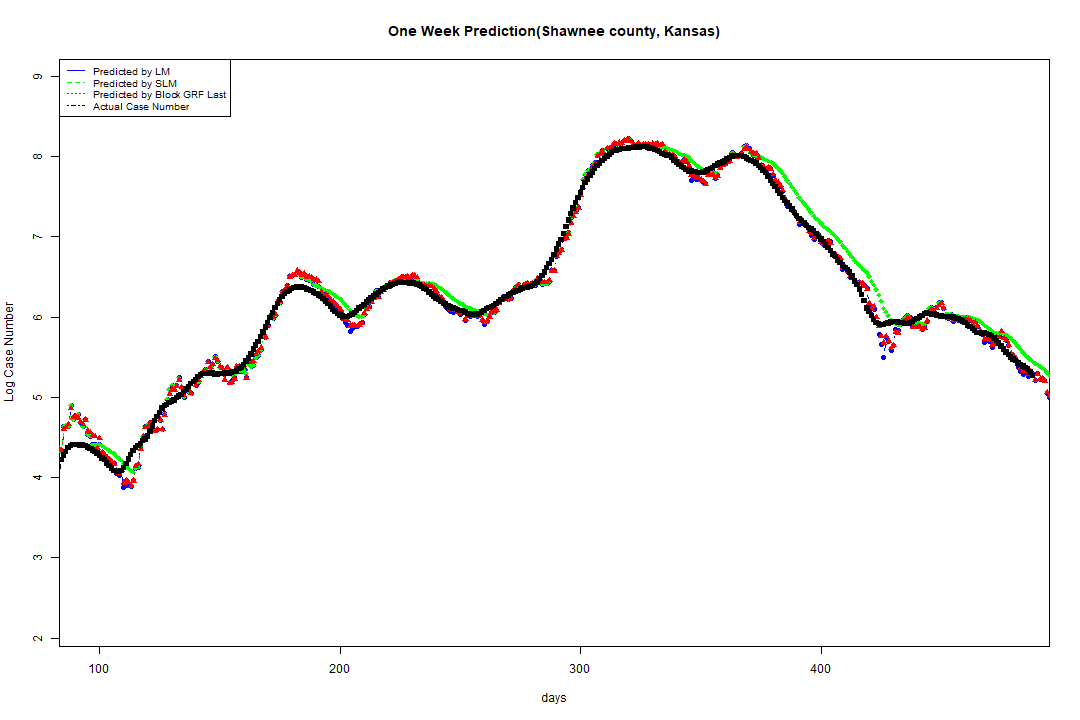 One Week Prediction(Shawnee county, Kansas)
Predicted by LM
Predicted by SLM
Predicted by Block GRF Last
Actual Case Number
9
8
7
6
5
4
3
2
Log Case Number
100 200 300 400
days